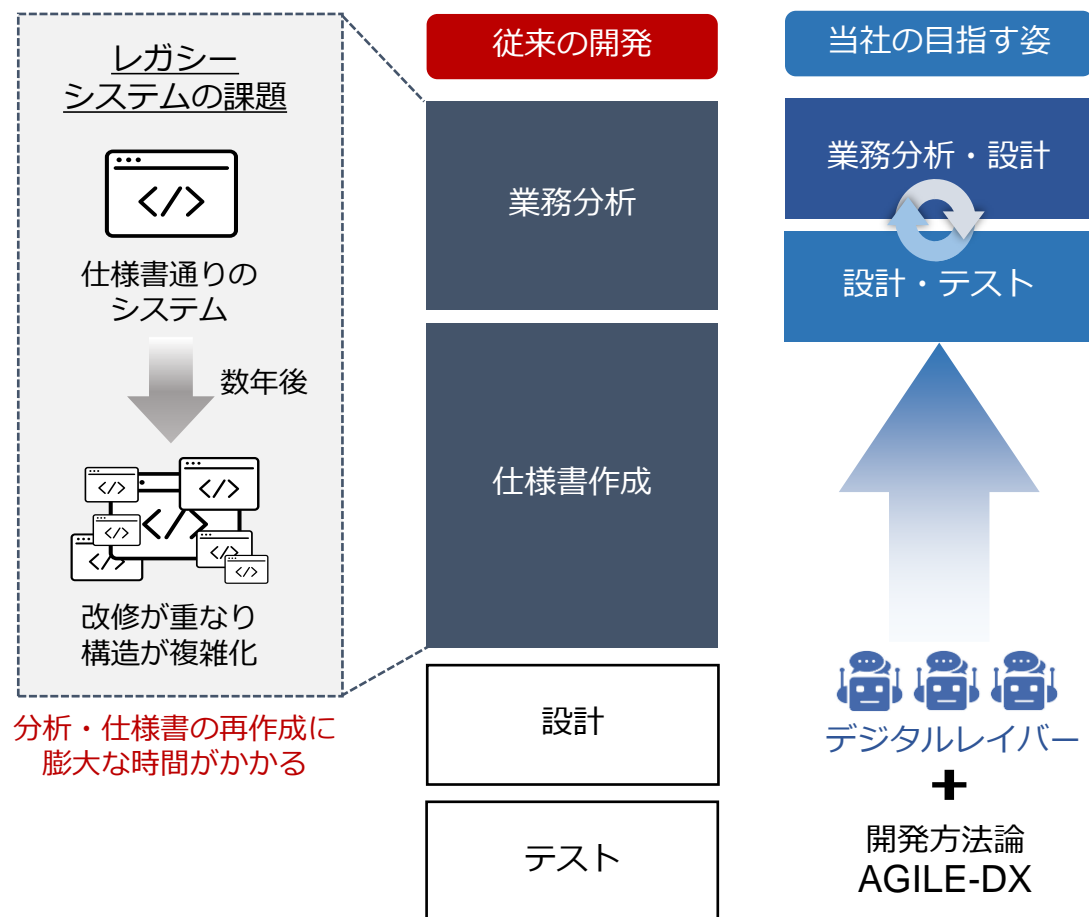 レガシー
システムの課題
</>
仕様書通りの
システム
数年後
</>
</>
</>
</>
</>
</>
</>
改修が重なり
構造が複雑化
分析・仕様書の再作成に
膨大な時間がかかる
従来の開発
業務分析
仕様書作成
設計
テスト
当社の目指す姿
業務分析・設計
設計・テスト
デジタルレイバー
+
開発方法論
AGILE-DX